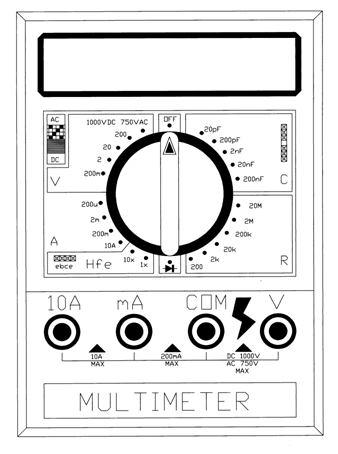 AC
DC
V
1000VDC 750VAC
200
20
2
200m
OFF
20pF
200pF
2nF
20nF
200nF
C
200u
2m
20m
200m
10A
A
10x
1x
ebce
Hfe
20M
2M
200k
20k
2k
200
R
10A mA COM V
10A
MAX
200mA
MAX
DC 1000V
AC 750V
MAX
MULTIMETER